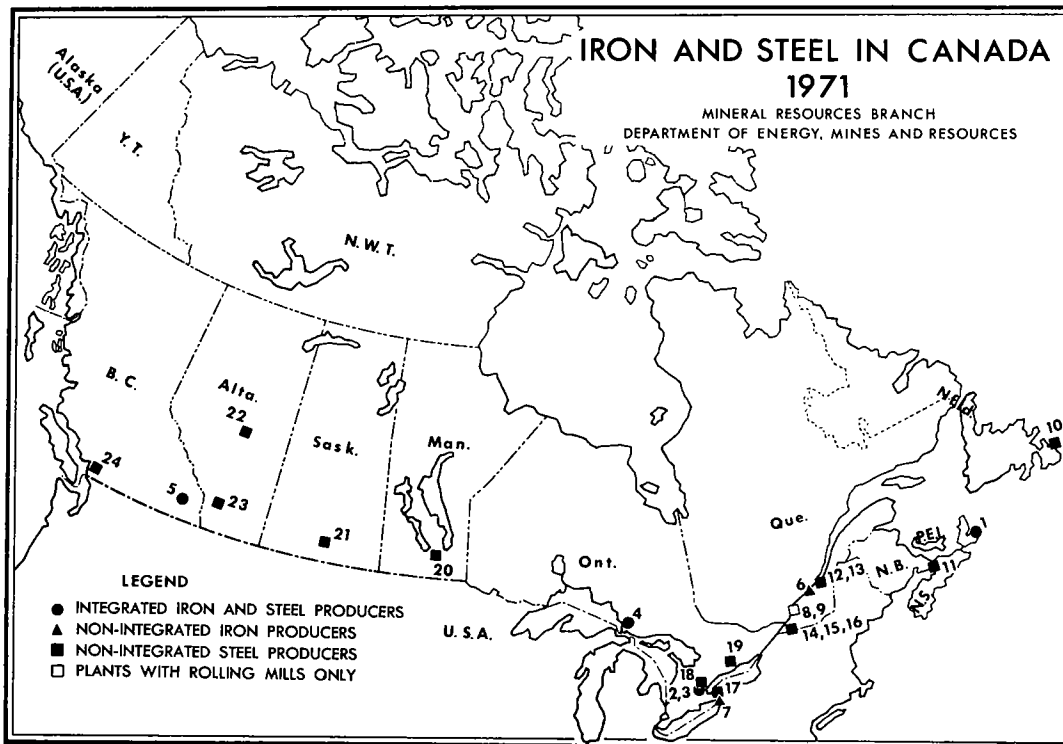 IRON AND STEEL IN CANADA
1971
MINERAL RESOURCES BRANCH
DEPARTMENT OF ENERGY, MINES AND RESOURCES
Alaska
(U.S.A.)
Y.T.
N.W.T.
B.C.
Alta.
22
Sask.
Man.
24
5
23
21
20
Ont.
Que.
Nfld.
10
P.E.I.
1
N.B.
11
N.S.
6
12,13
8,9
14,15,16
4
U.S.A.
19
18
2,3
17
7
LEGEND
INTEGRATED IRON AND STEEL PRODUCERS
NON-INTEGRATED IRON PRODUCERS
NON-INTEGRATED STEEL PRODUCERS
PLANTS WITH ROLLING MILLS ONLY